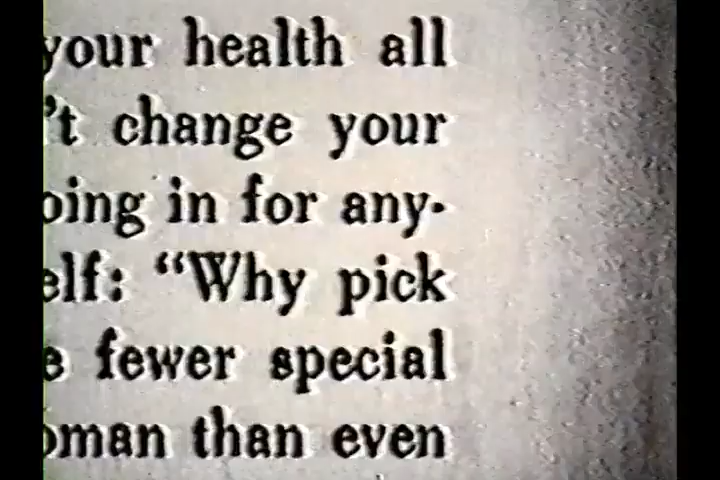 your health all
't change your
oing in for any-
elf: "Why pick
e fewer special
oman than even